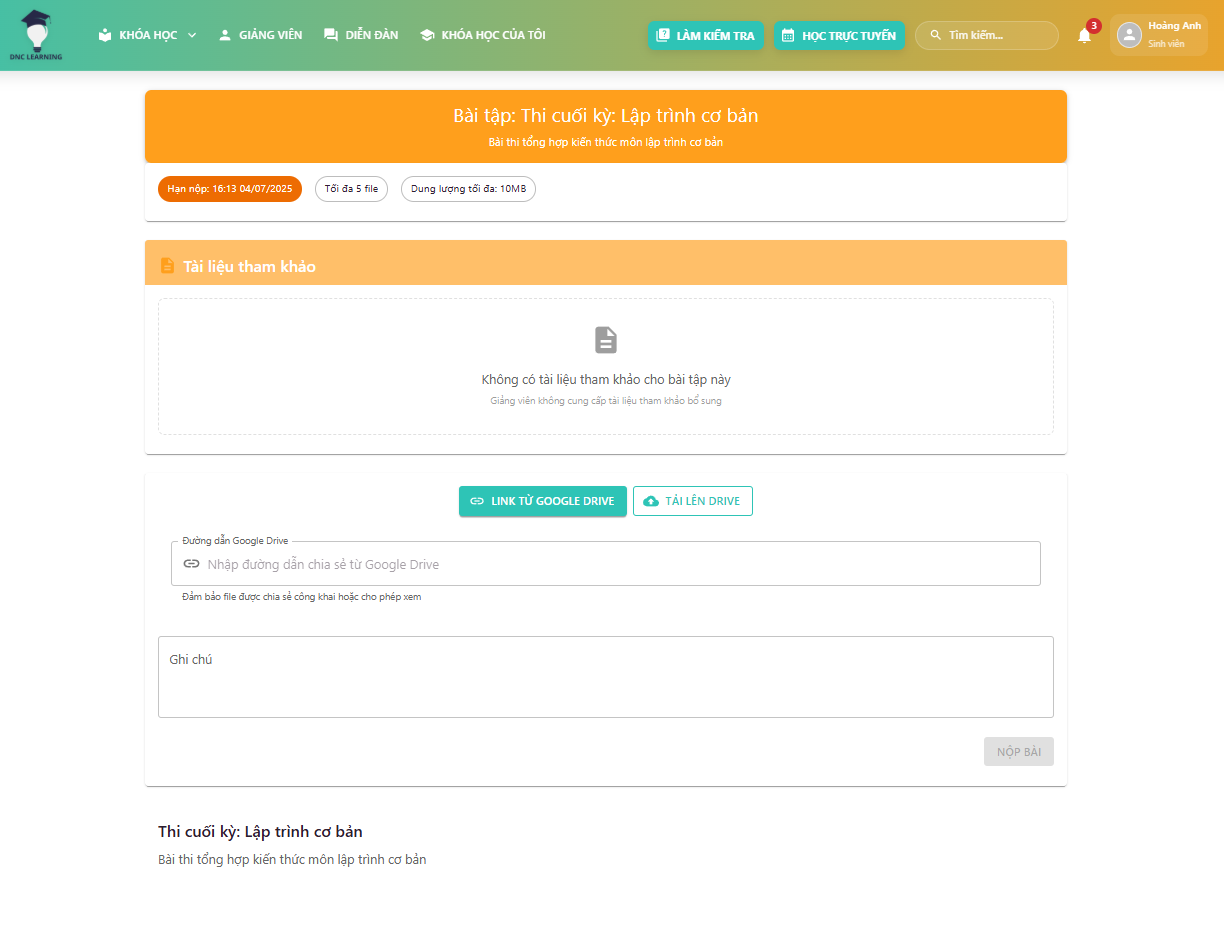 DNC LEARNING
KHÓA HỌC
GIẢNG VIÊN
DIỄN ĐÀN
KHÓA HỌC CỦA TÔI
LÀM KIỂM TRA
HỌC TRỰC TUYẾN
Tìm kiếm...
3
Hoàng Anh
Sinh viên
Bài tập: Thi cuối kỳ: Lập trình cơ bản
Bài thi tổng hợp kiến thức môn lập trình cơ bản
Hạn nộp: 16:13 04/07/2025
Tối đa 5 file
Dung lượng tối đa: 10MB
Tài liệu tham khảo
Không có tài liệu tham khảo cho bài tập này
Giảng viên không cung cấp tài liệu tham khảo bổ sung
LINK TỪ GOOGLE DRIVE
TẢI LÊN DRIVE
Đường dẫn Google Drive
Nhập đường dẫn chia sẻ từ Google Drive
Đảm bảo file được chia sẻ công khai hoặc cho phép xem
Ghi chú
NỘP BÀI
Thi cuối kỳ: Lập trình cơ bản
Bài thi tổng hợp kiến thức môn lập trình cơ bản